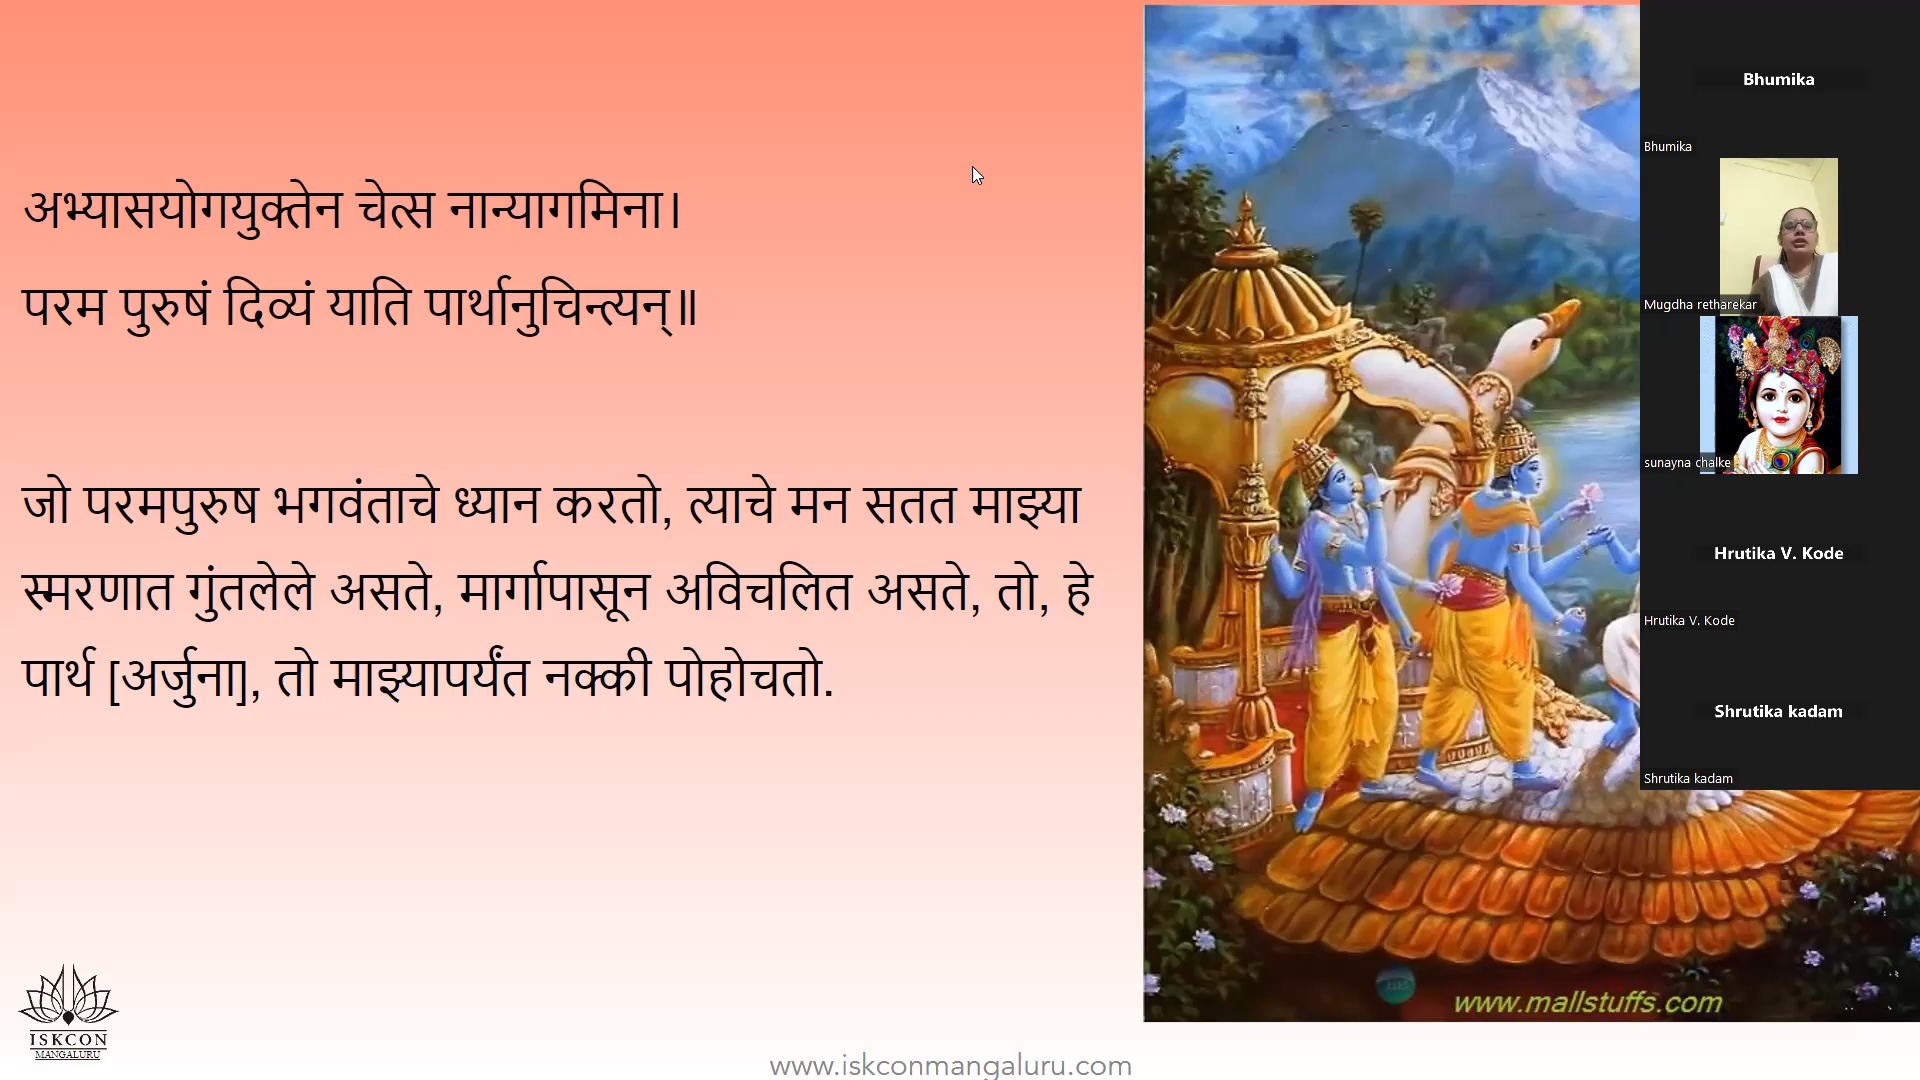 अभ्यासयोगयुक्तेन चेत्स नान्यागमिना।
परम पुरुषं दिव्यं याति पार्थानुचिन्त्यन्॥
जो परमपुरुष भगवंताचे ध्यान करतो, त्याचे मन सतत माझ्या
स्मरणात गुंतलेले असते, मार्गापासून अविचलित असते, तो, हे
पार्थ [अर्जुना], तो माझ्यापर्यंत नक्की पोहोचतो.
ISKCON
MANGALURU
www.iskconmangaluru.com
www.mallstuffs.com
Bhumika
Bhumika
Mugdha retharekar
sunayna chalke
Hrutika V. Kode
Hrutika V. Kode
Shrutika kadam
Shrutika kadam